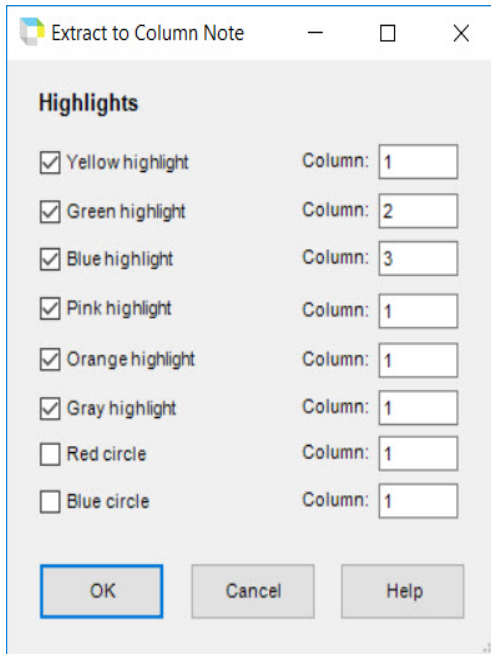 Extract to Column Note
Highlights
Yellow highlight Column: 1
Green highlight Column: 2
Blue highlight Column: 3
Pink highlight Column: 1
Orange highlight Column: 1
Gray highlight Column: 1
Red circle Column: 1
Blue circle Column: 1
OK Cancel Help